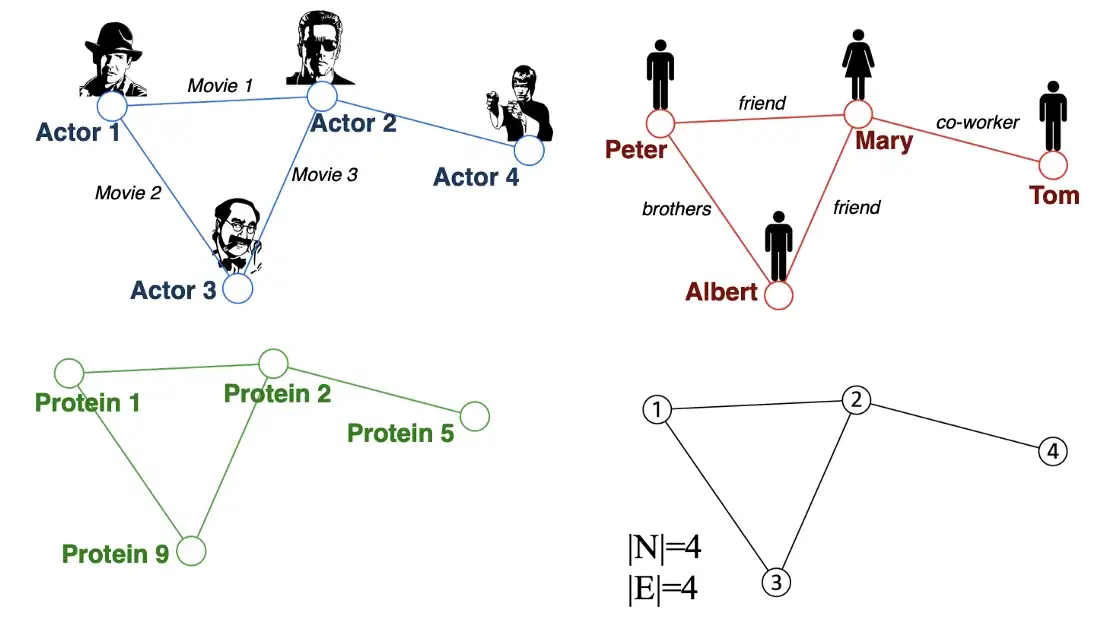 Movie 1
Actor 1
Actor 2
Actor 4
Movie 2
Movie 3
Actor 3
friend
Peter
Mary
co-worker
Tom
brothers
friend
Albert
Protein 1
Protein 2
Protein 5
Protein 9
1
2
4
3
|N|=4
|E|=4